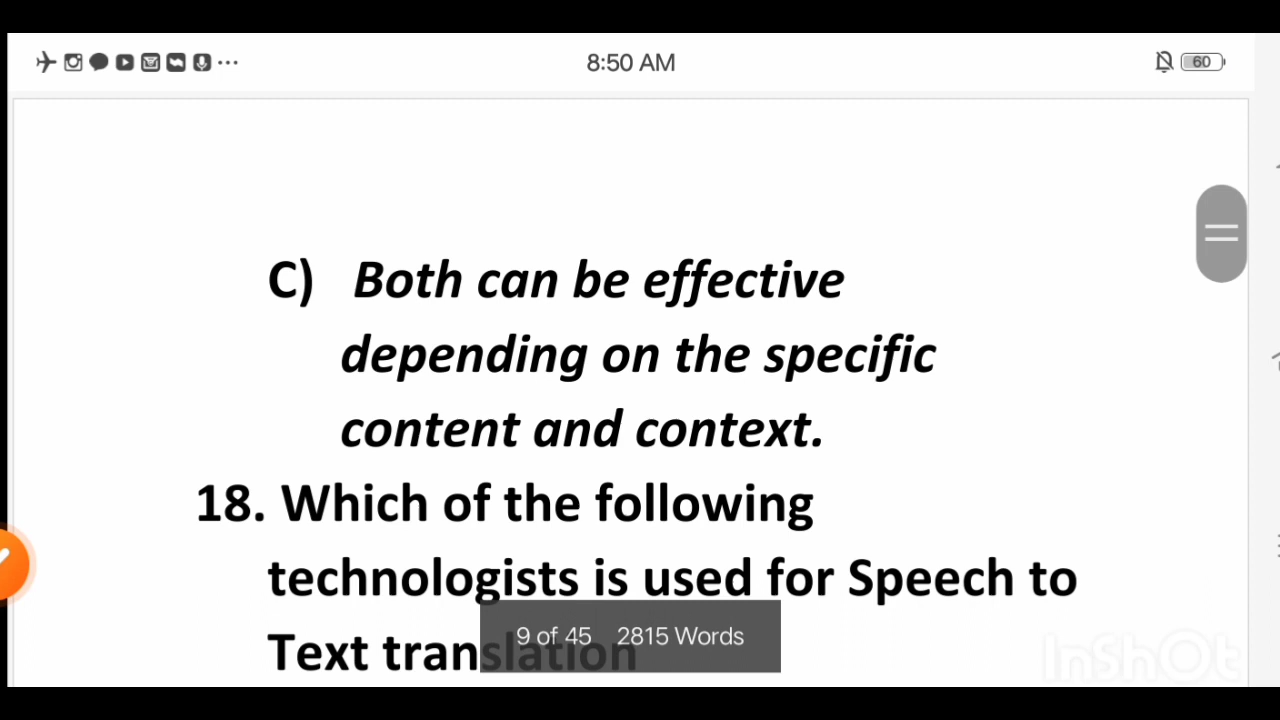 8:50 AM
60
C) Both can be effective
depending on the specific
content and context.
18. Which of the following
technologists is used for Speech to
Text translation
9 of 45 2815 Words
InShOt